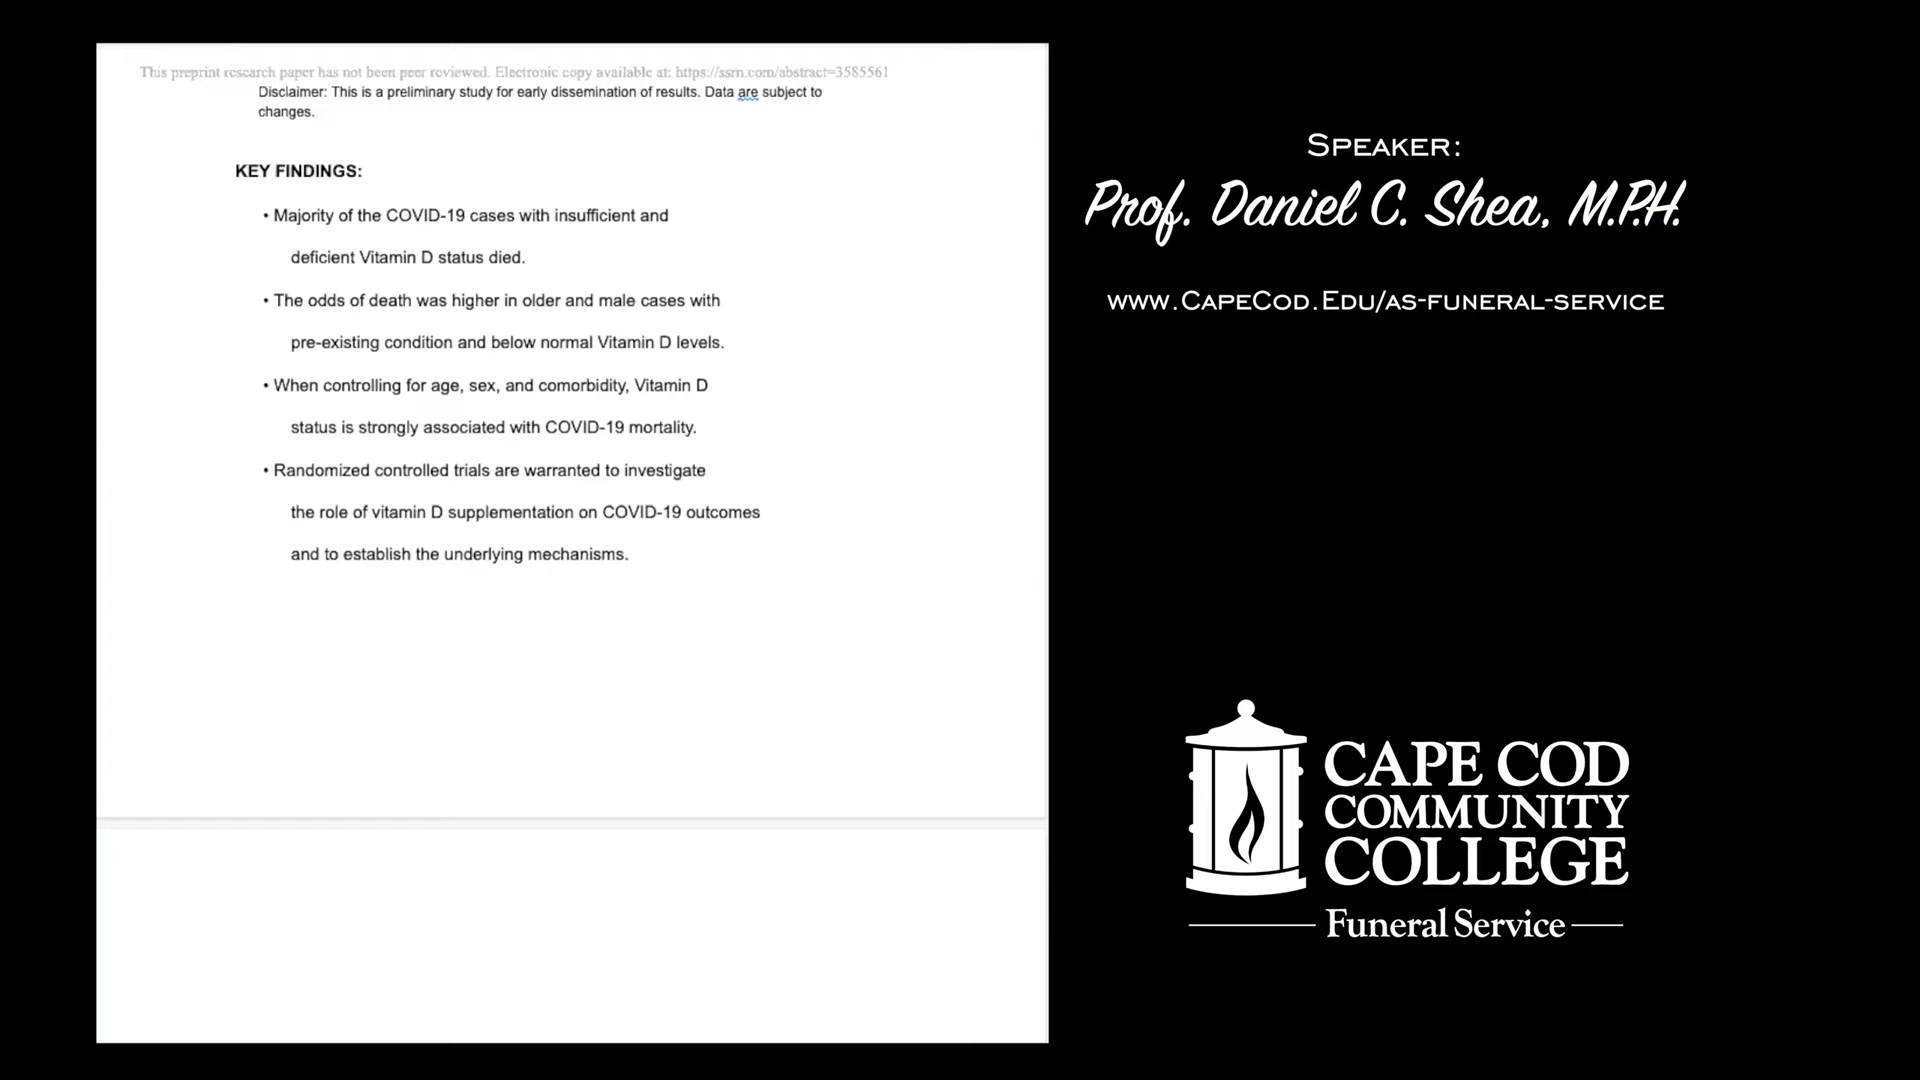 This preprint research paper has not been peer reviewed. Electronic copy available at: https://ssrn.com/abstract=3585561
Disclaimer: This is a preliminary study for early dissemination of results. Data are subject to
changes.
KEY FINDINGS:
• Majority of the COVID-19 cases with insufficient and
deficient Vitamin D status died.
• The odds of death was higher in older and male cases with
pre-existing condition and below normal Vitamin D levels.
• When controlling for age, sex, and comorbidity, Vitamin D
status is strongly associated with COVID-19 mortality.
• Randomized controlled trials are warranted to investigate
the role of vitamin D supplementation on COVID-19 outcomes
and to establish the underlying mechanisms.
Speaker:
Prof. Daniel C. Shea, M.P.H.
www.CapeCod.Edu/as-funeral-service
CAPE COD
COMMUNITY
COLLEGE
Funeral Service